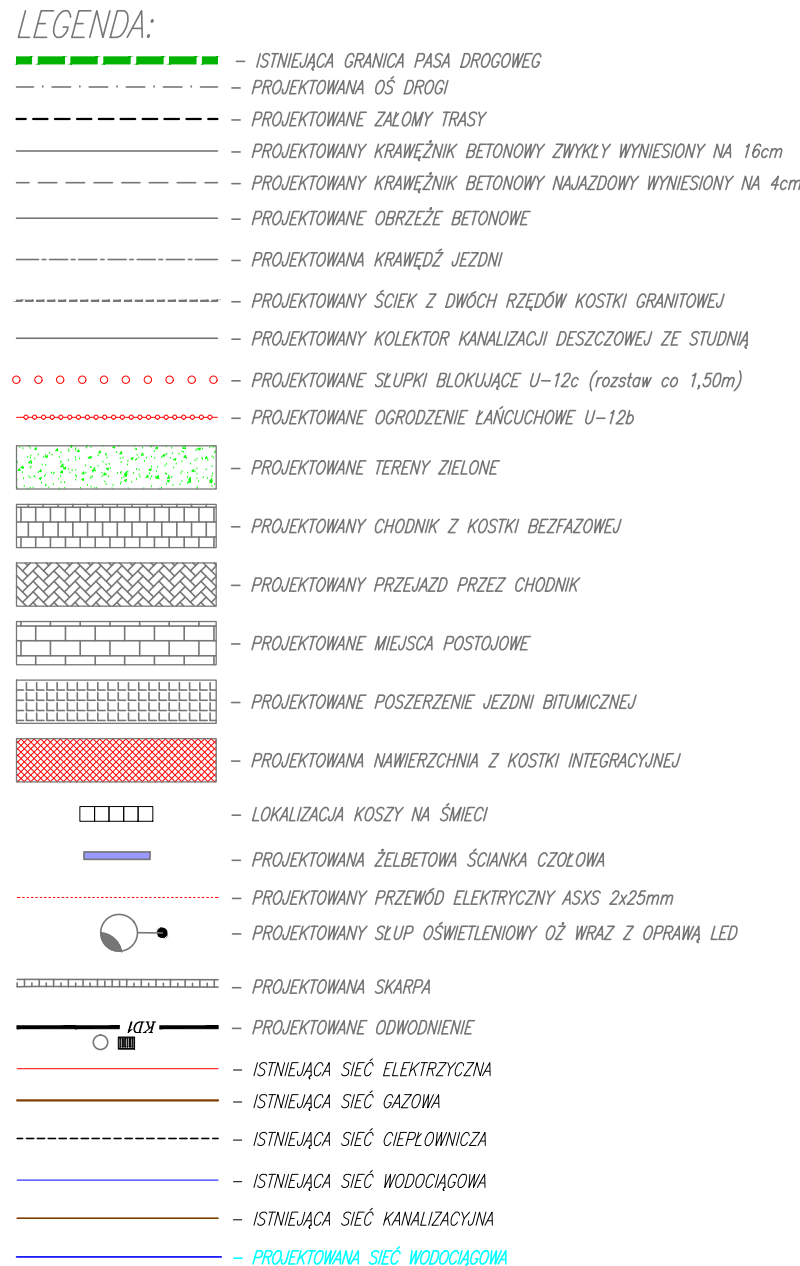 LEGENDA:
– ISTNIEJĄCA GRANICA PASA DROGOWEG
– PROJEKTOWANA OŚ DROGI
– PROJEKTOWANE ZAŁOMY TRASY
– PROJEKTOWANY KRAWĘŻNIK BETONOWY ZWYKŁY WYNIESIONY NA 16cm
– PROJEKTOWANY KRAWĘŻNIK BETONOWY NAJAZDOWY WYNIESIONY NA 4cm
– PROJEKTOWANE OBRZEŻE BETONOWE
– PROJEKTOWANA KRAWĘDŹ JEZDNI
– PROJEKTOWANY ŚCIEK Z DWÓCH RZĘDÓW KOSTKI GRANITOWEJ
– PROJEKTOWANY KOLEKTOR KANALIZACJI DESZCZOWEJ ZE STUDNIĄ
– PROJEKTOWANE SŁUPKI BLOKUJĄCE U–12c (rozstaw co 1,50m)
– PROJEKTOWANE OGRODZENIE ŁAŃCUCHOWE U–12b
– PROJEKTOWANE TERENY ZIELONE
– PROJEKTOWANY CHODNIK Z KOSTKI BEZFAZOWEJ
– PROJEKTOWANY PRZEJAZD PRZEZ CHODNIK
– PROJEKTOWANE MIEJSCA POSTOJOWE
– PROJEKTOWANE POSZERZENIE JEZDNI BITUMICZNEJ
– PROJEKTOWANA NAWIERZCHNIA Z KOSTKI INTEGRACYJNEJ
– LOKALIZACJA KOSZY NA ŚMIECI
– PROJEKTOWANA ŻELBETOWA ŚCIANKA CZOŁOWA
– PROJEKTOWANY PRZEWÓD ELEKTRYCZNY ASXS 2x25mm
– PROJEKTOWANY SŁUP OŚWIETLENIOWY OŻ WRAZ Z OPRAWĄ LED
– PROJEKTOWANA SKARPA
KD1 – PROJEKTOWANE ODWODNIENIE
– ISTNIEJĄCA SIEĆ ELEKTRZYCZNA
– ISTNIEJĄCA SIEĆ GAZOWA
– ISTNIEJĄCA SIEĆ CIEPŁOWNICZA
– ISTNIEJĄCA SIEĆ WODOCIĄGOWA
– ISTNIEJĄCA SIEĆ KANALIZACYJNA
– PROJEKTOWANA SIEĆ WODOCIĄGOWA